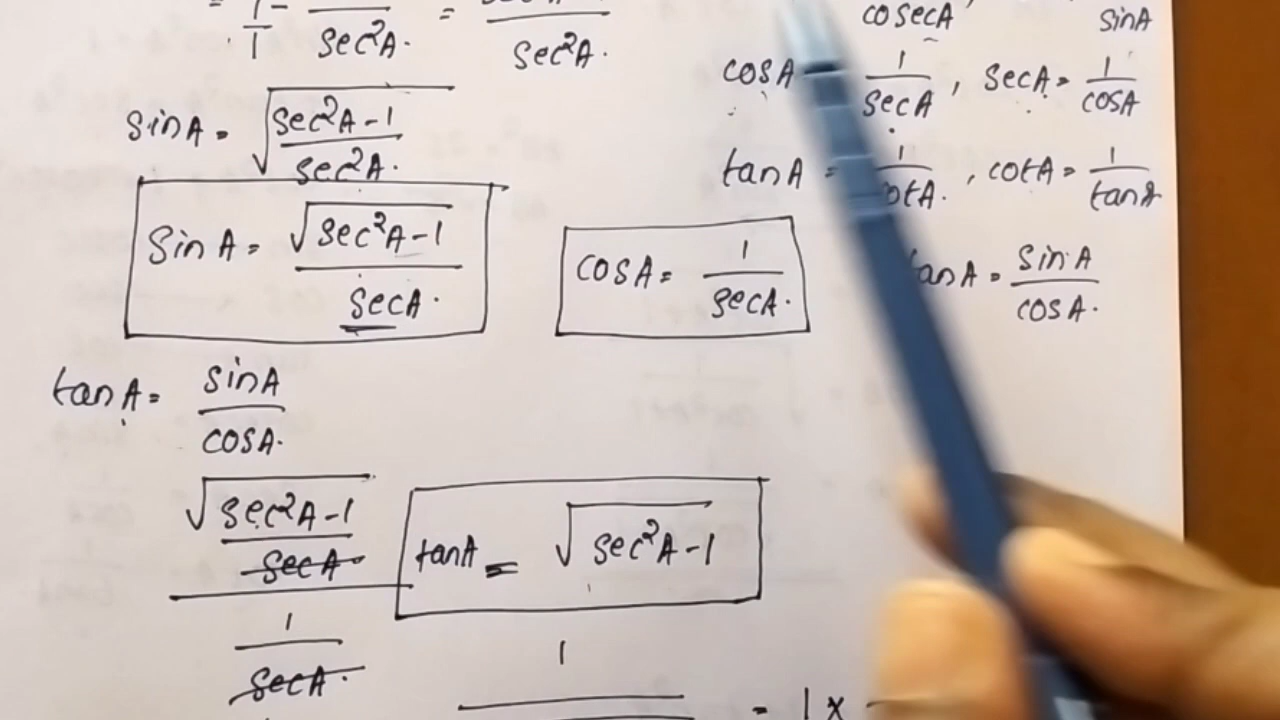 = 1/1 - /sec²A. = /sec²A.
cosecA, sinA
sinA = √(sec²A-1/sec²A.)
cosA 1/secA, secA = 1/cosA
tanA = 1/cotA., cotA = 1/tanA
sinA = √sec²A-1/secA.
cosA = 1/secA.
tanA = sinA/cosA.
tanA = sinA/cosA.
√sec²A-1/secA
tanA = √sec²A-1
1/secA.
1
= 1 ×